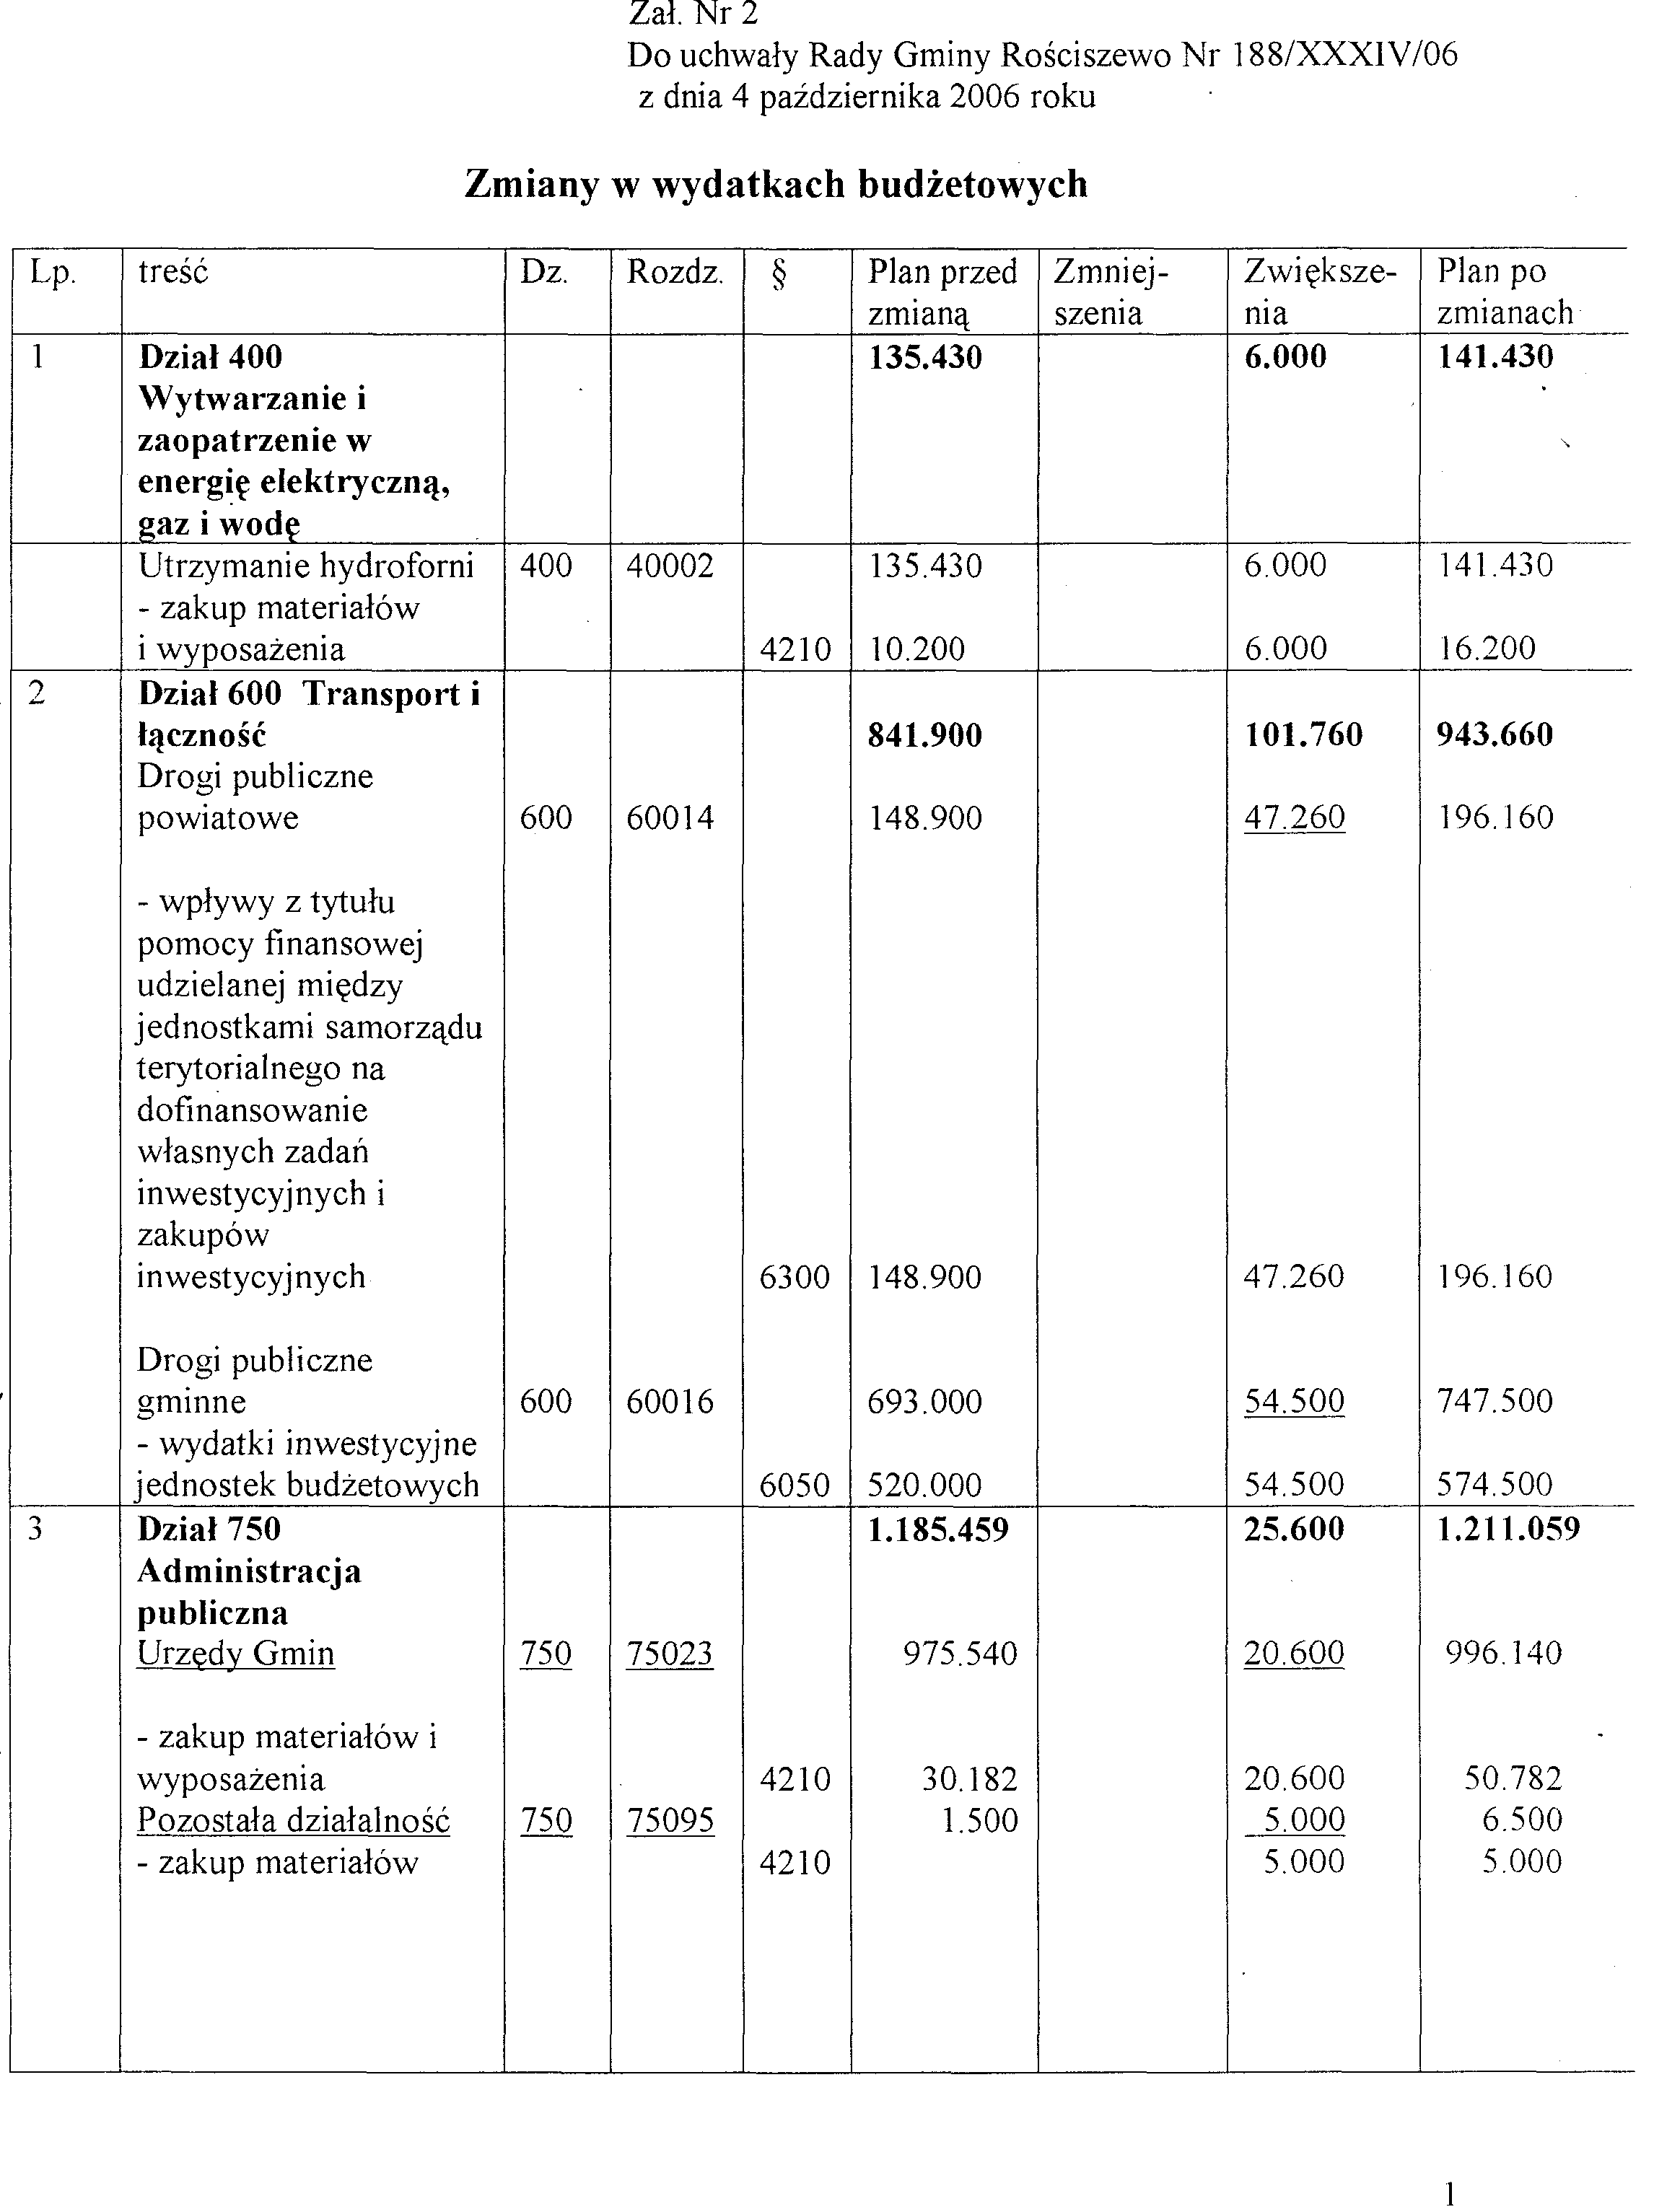 Zał. Nr 2
Do uchwały Rady Gminy Rościszewo Nr 188/XXXIV/06
z dnia 4 października 2006 roku
Zmiany w wydatkach budżetowych
Lp. treść Dz. Rozdz. § Plan przed Zmniej- Zwiększe- Plan po
zmianą szenia nia zmianach
1 Dział 400 135.430 6.000 141.430
Wytwarzanie i
zaopatrzenie w
energię elektryczną,
gaz i wodę
Utrzymanie hydroforni 400 40002 135.430 6.000 141.430
- zakup materiałów
i wyposażenia 4210 10.200 6.000 16.200
2 Dział 600 Transport i
łączność 841.900 101.760 943.660
Drogi publiczne
powiatowe 600 60014 148.900 47.260 196.160
- wpływy z tytułu
pomocy finansowej
udzielanej między
jednostkami samorządu
terytorialnego na
dofinansowanie
własnych zadań
inwestycyjnych i
zakupów
inwestycyjnych 6300 148.900 47.260 196.160
Drogi publiczne
gminne 600 60016 693.000 54.500 747.500
- wydatki inwestycyjne
jednostek budżetowych 6050 520.000 54.500 574.500
3 Dział 750 1.185.459 25.600 1.211.059
Administracja
publiczna
Urzędy Gmin 750 75023 975.540 20.600 996.140
- zakup materiałów i
wyposażenia 4210 30.182 20.600 50.782
Pozostała działalność 750 75095 1.500 5.000 6.500
- zakup materiałów 4210 5.000 5.000
1